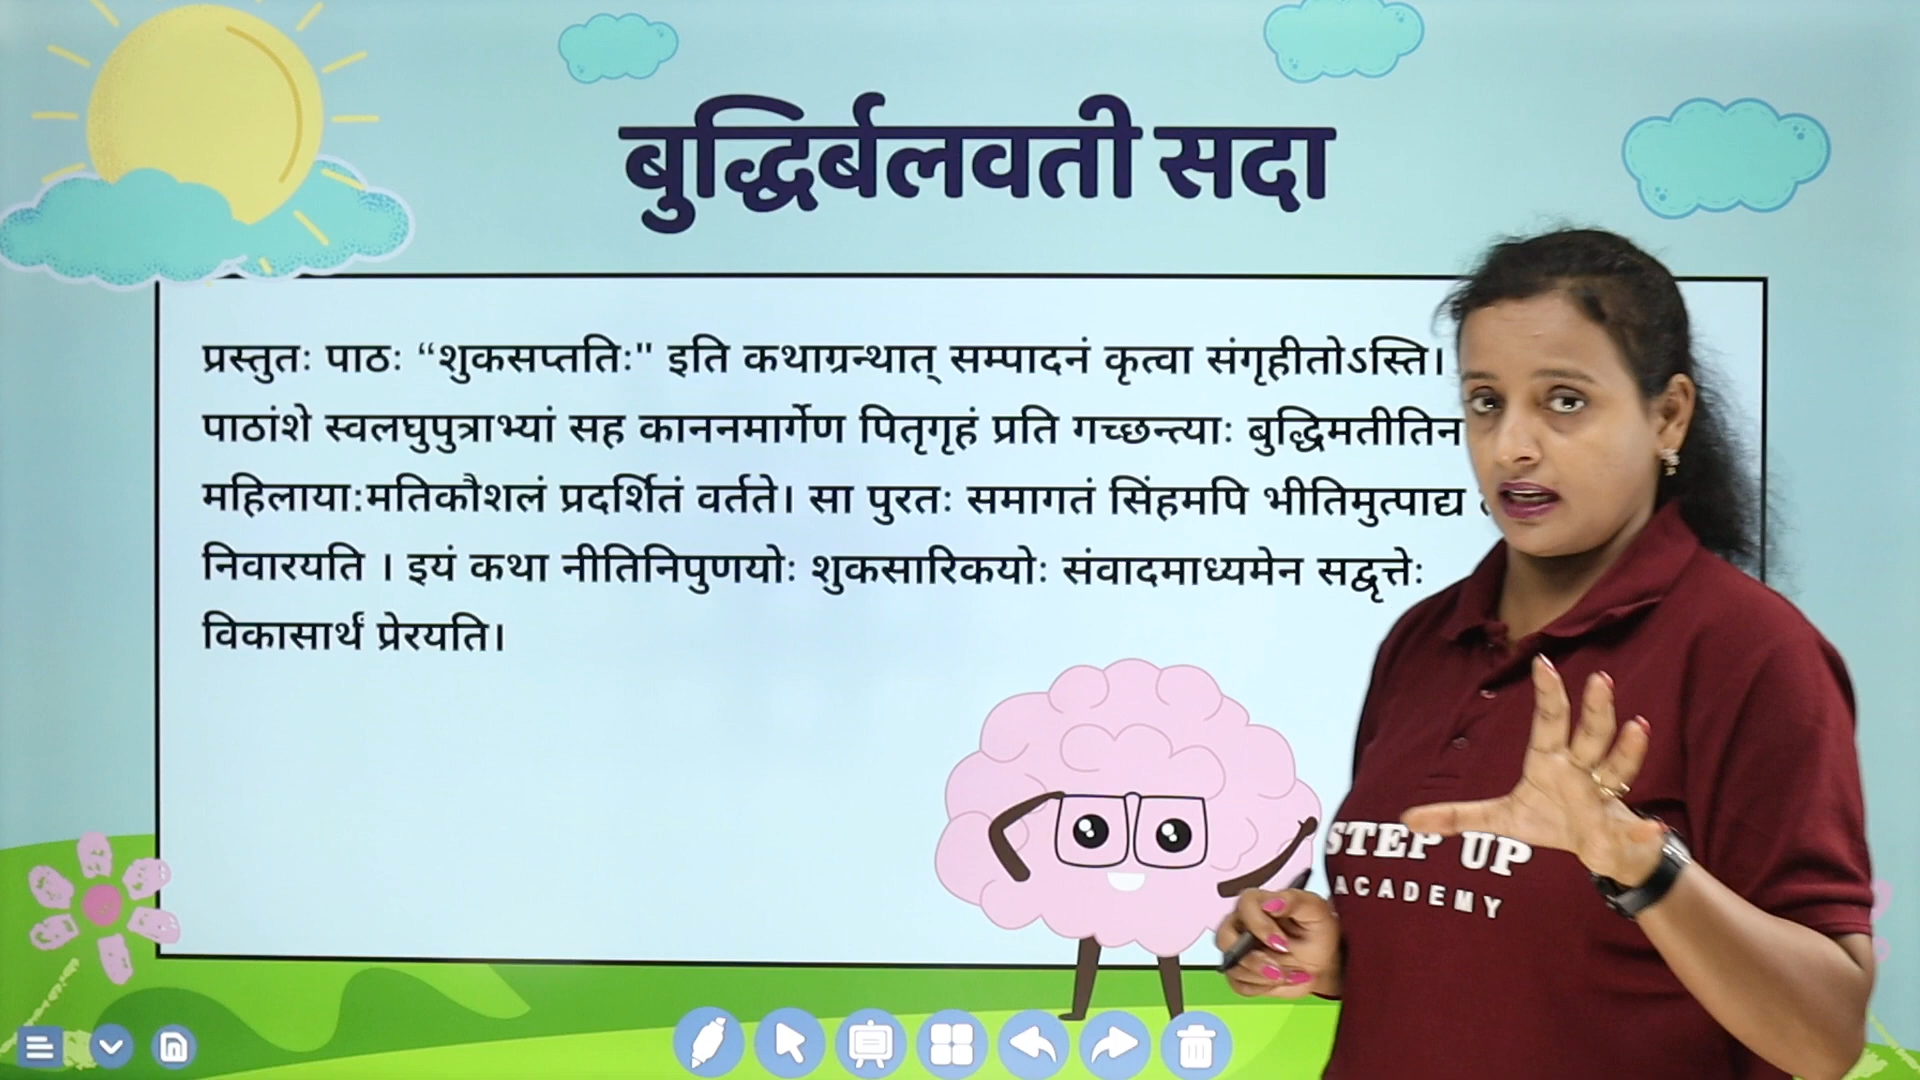 बुद्धिर्बलवती सदा
प्रस्तुतः पाठः “शुकसप्ततिः" इति कथाग्रन्थात् सम्पादनं कृत्वा संगृहीतोऽस्ति।
पाठांशे स्वलघुपुत्राभ्यां सह काननमार्गेण पितृगृहं प्रति गच्छन्त्याः बुद्धिमतीतिन
महिलाया:मतिकौशलं प्रदर्शितं वर्तते। सा पुरतः समागतं सिंहमपि भीतिमुत्पाद्य
निवारयति । इयं कथा नीतिनिपुणयोः शुकसारिकयोः संवादमाध्यमेन सद्वृत्तेः
विकासार्थं प्रेरयति।
STEP UP
ACADEMY